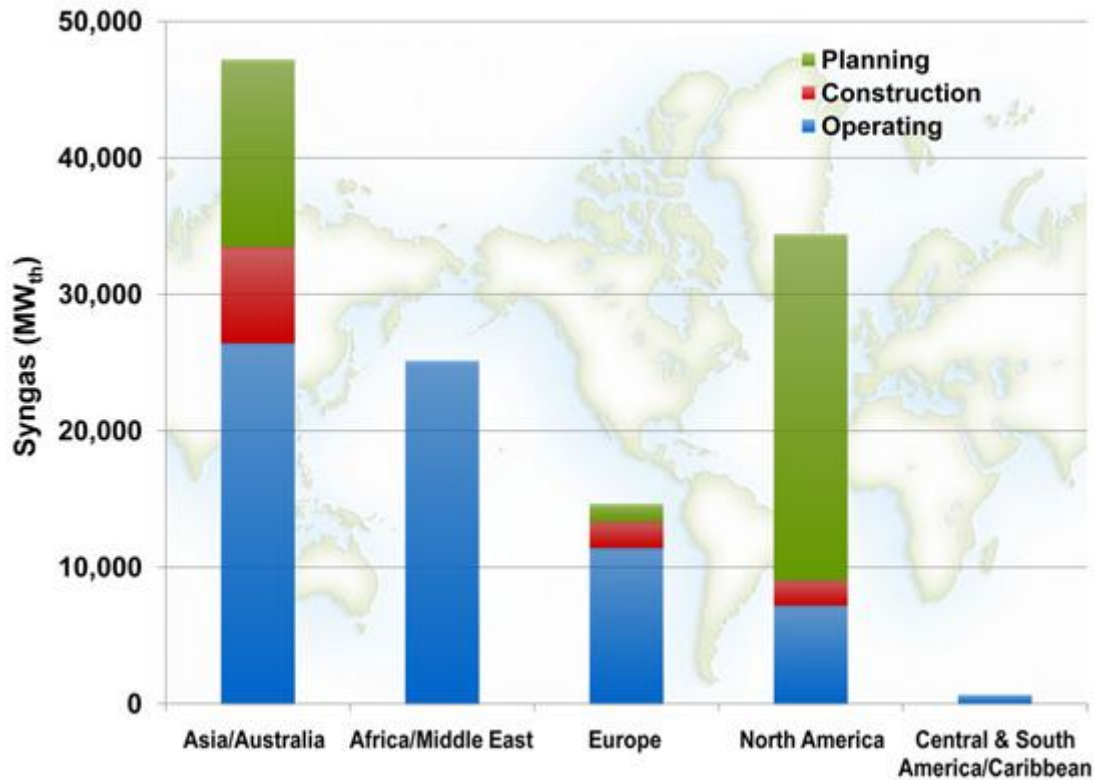 50,000
40,000
30,000
20,000
10,000
0
Syngas (MWth)
Planning
Construction
Operating
Asia/Australia
Africa/Middle East
Europe
North America
Central & South
America/Caribbean